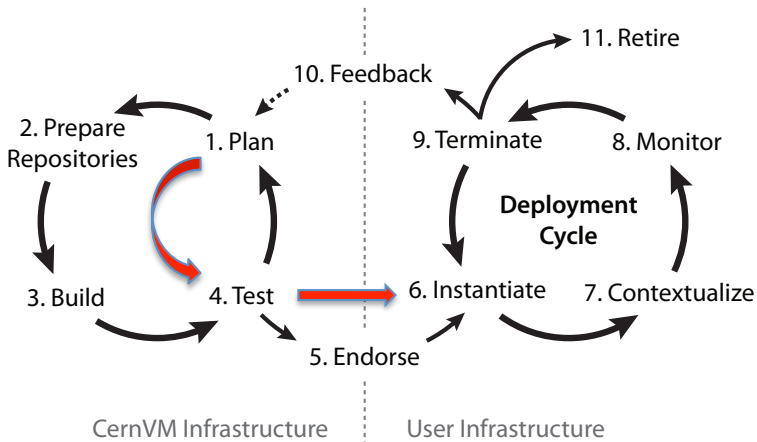 11. Retire
10. Feedback
2. Prepare
Repositories
1. Plan
9. Terminate
8. Monitor
Deployment
Cycle
3. Build
4. Test
6. Instantiate
7. Contextualize
5. Endorse
CernVM Infrastructure
User Infrastructure